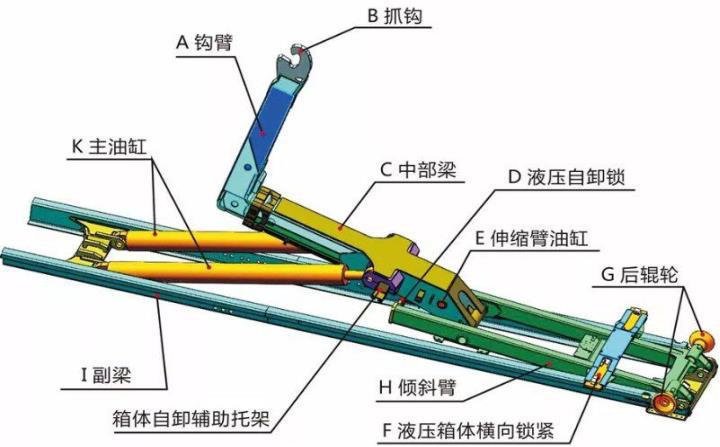 B 抓钩
A 钩臂
K 主油缸
C 中部梁
D 液压自卸锁
E 伸缩臂油缸
G 后辊轮
I 副梁
H 倾斜臂
箱体自卸辅助托架
F 液压箱体横向锁紧